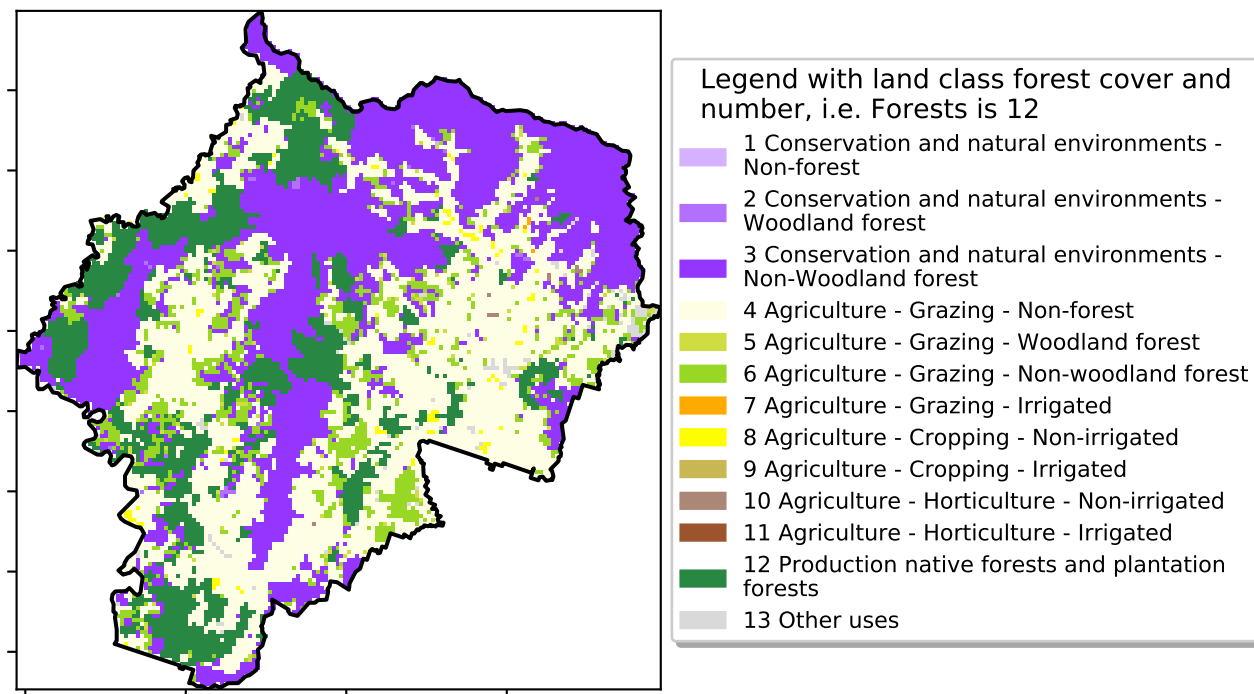 Legend with land class forest cover and
number, i.e. Forests is 12
1 Conservation and natural environments -
Non-forest
2 Conservation and natural environments -
Woodland forest
3 Conservation and natural environments -
Non-Woodland forest
4 Agriculture - Grazing - Non-forest
5 Agriculture - Grazing - Woodland forest
6 Agriculture - Grazing - Non-woodland forest
7 Agriculture - Grazing - Irrigated
8 Agriculture - Cropping - Non-irrigated
9 Agriculture - Cropping - Irrigated
10 Agriculture - Horticulture - Non-irrigated
11 Agriculture - Horticulture - Irrigated
12 Production native forests and plantation
forests
13 Other uses